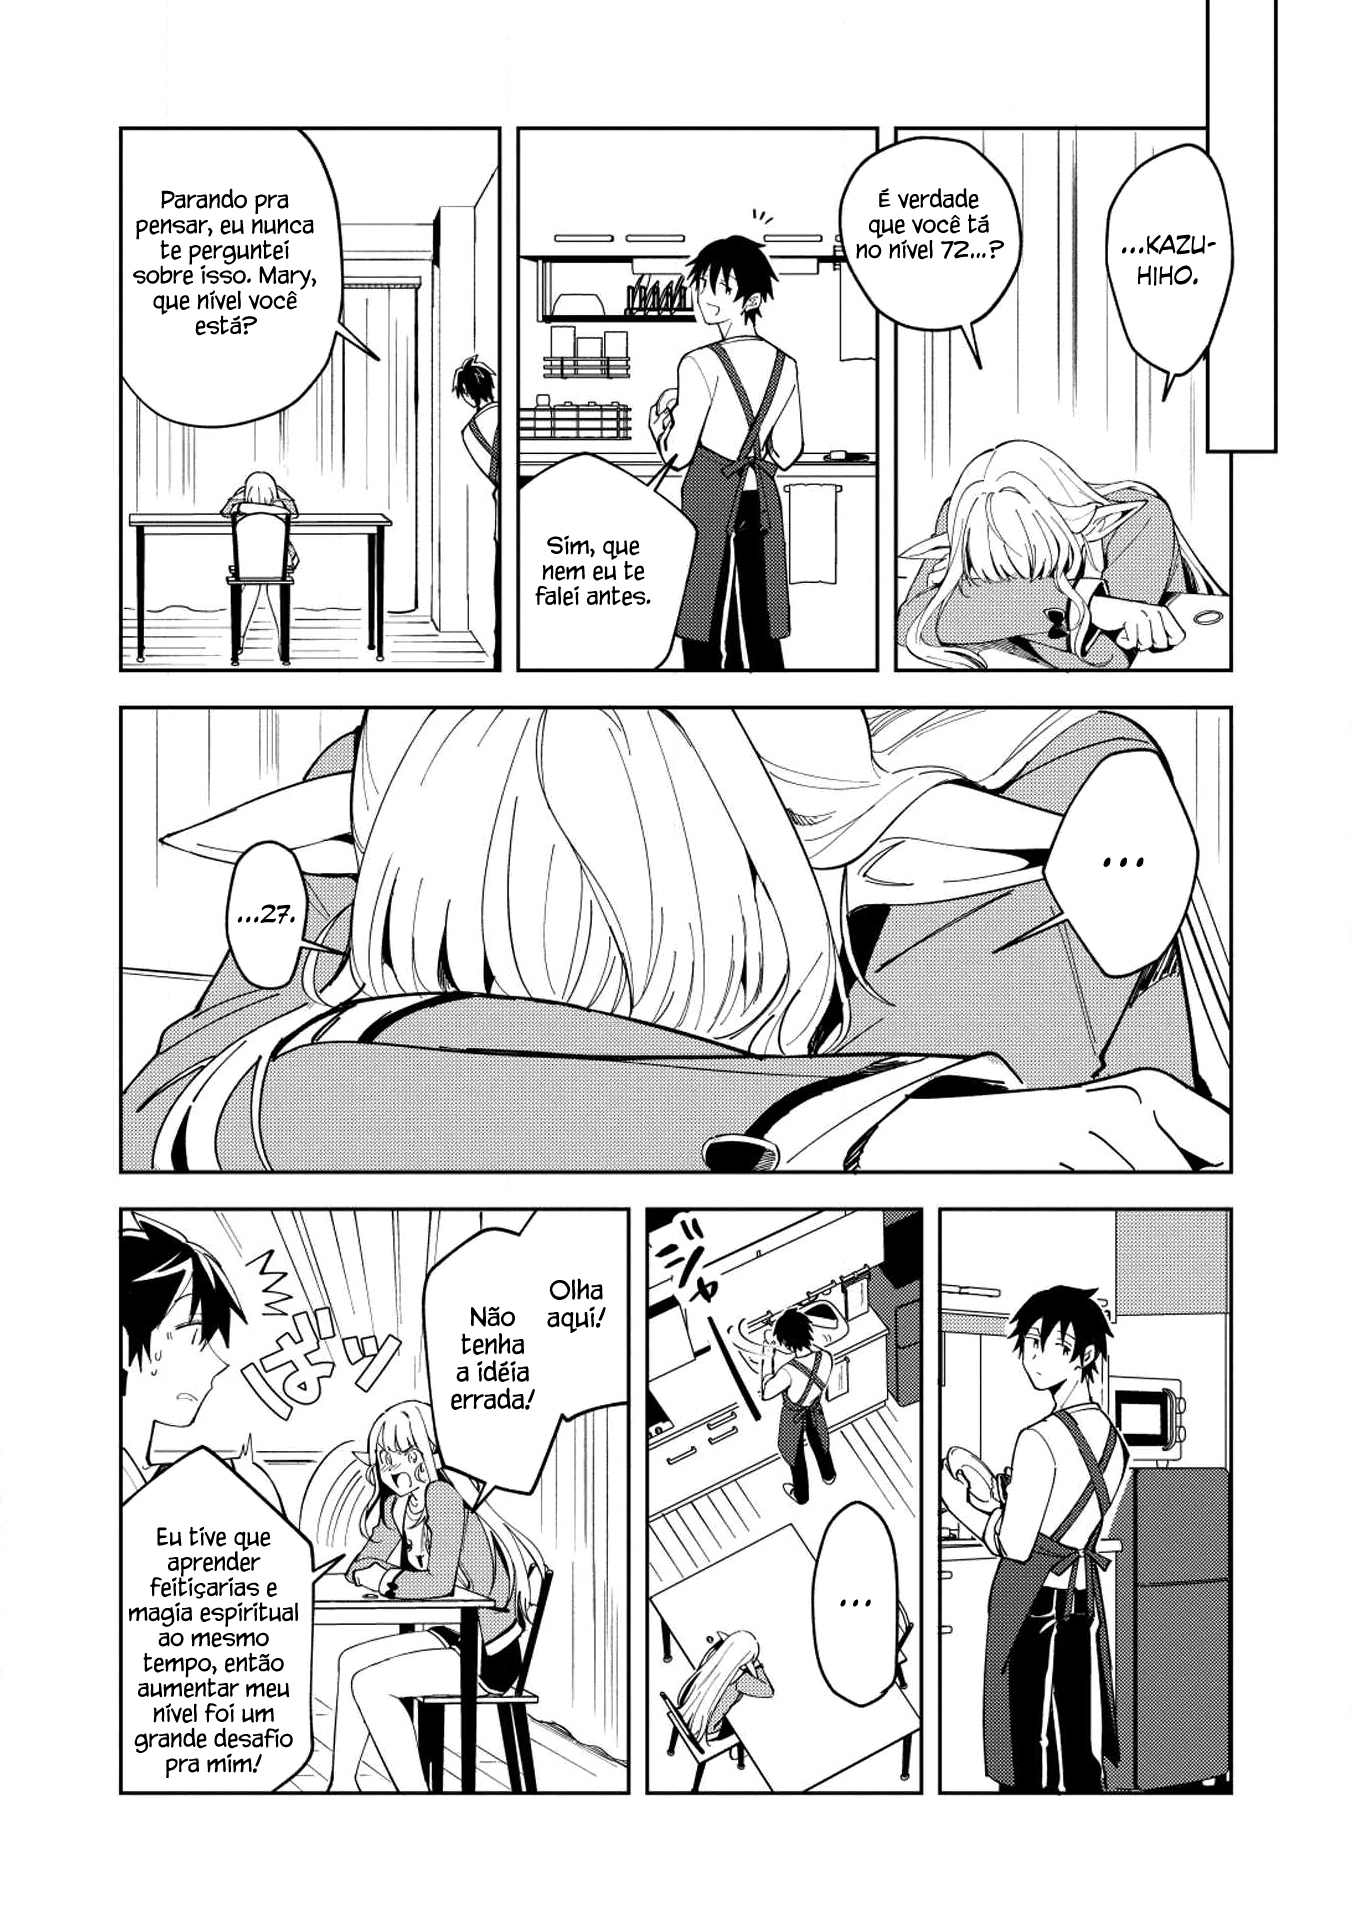 ...KAZU-
HIHO.
É verdade
que você tá
no nível 72...?
Sim, que
nem eu te
falei antes.
Parando pra
pensar, eu nunca
te perguntei
sobre isso. Mary,
que nível você
está?
...
...27.
...
ジャーッ
Olha
aqui!
Não
tenha
a idéia
errada!
ばッ
Eu tive que
aprender
feitiçarias e
magia espiritual
ao mesmo
tempo, então
aumentar meu
nível foi um
grande desafio
pra mim!